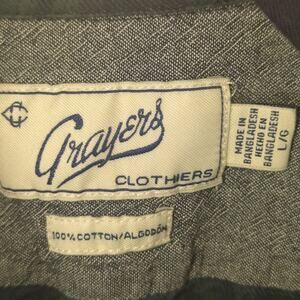 Grayers
CLOTHIERS
100% COTTON/ALGODÓN
MADE IN
BANGLADESH
HECHO EN
BANGLADESH
L/G